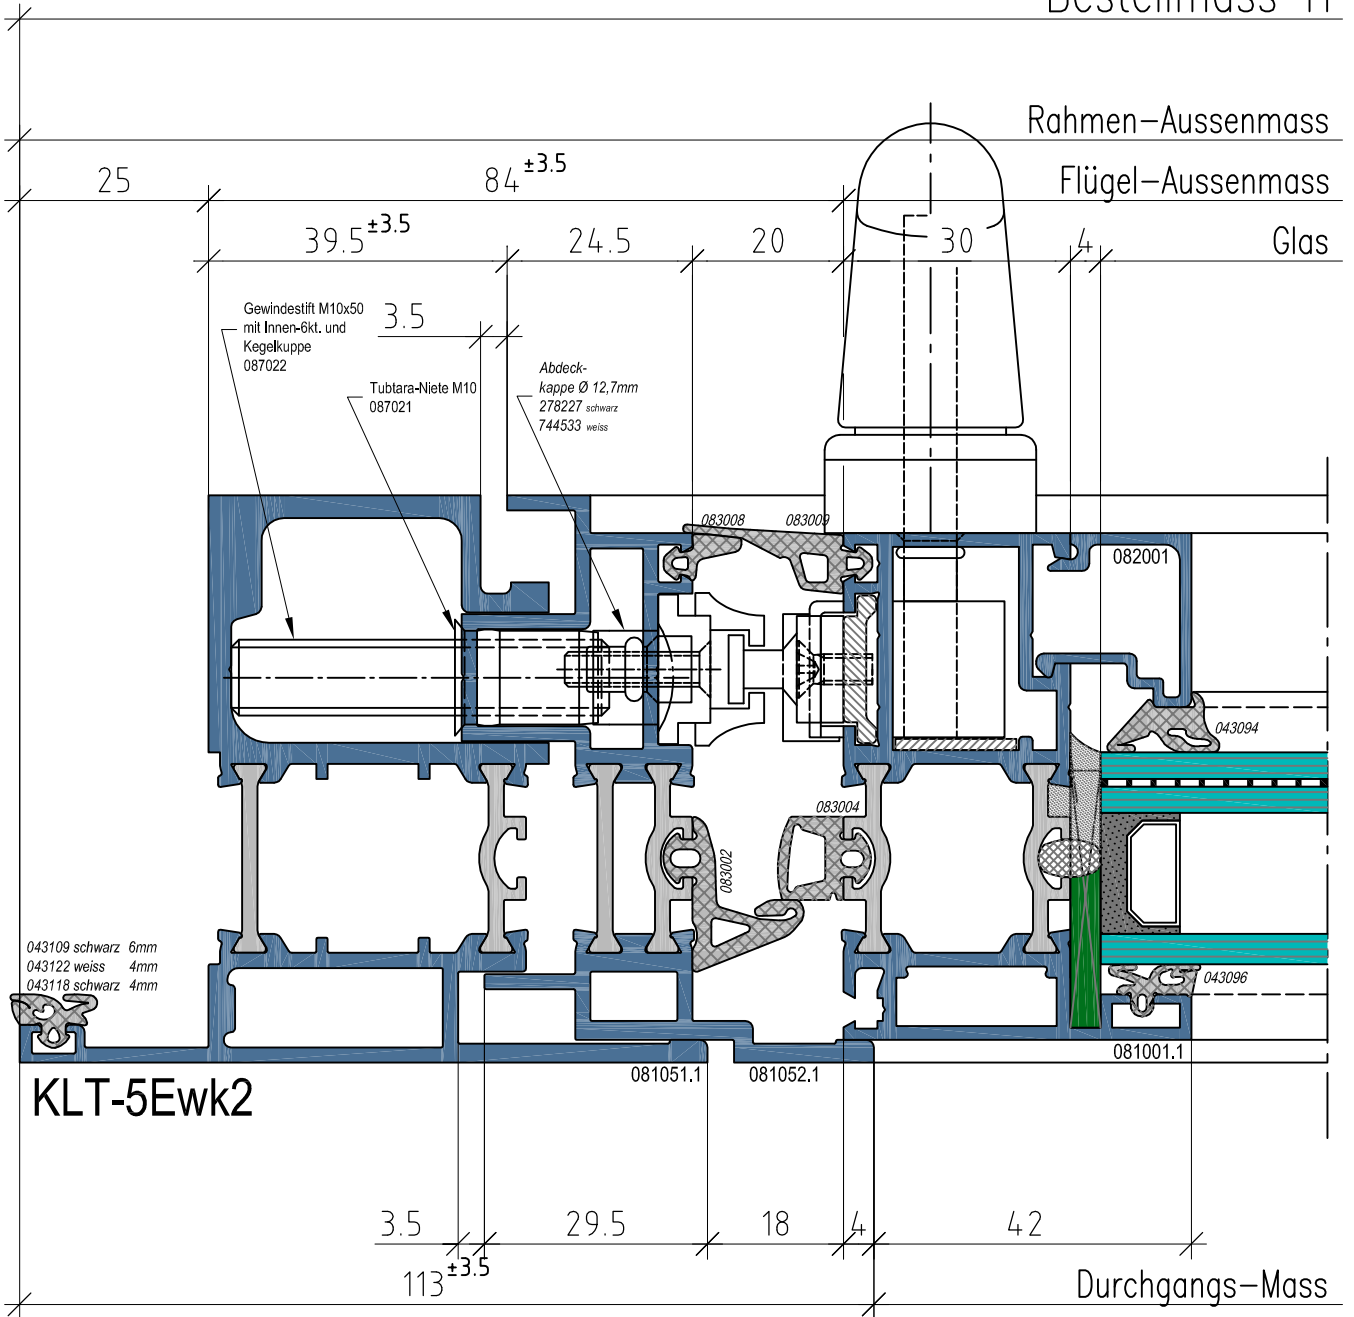 Rahmen–Aussenmass
25
84 ±3.5
Flügel–Aussenmass
39.5 ±3.5
24.5
20
30
4
Glas
Gewindestift M10x50
mit Innen-6kt. und
Kegelkuppe
087022
3.5
Tubtara-Niete M10
087021
Abdeck-
kappe Ø 12,7mm
278227 schwarz
744533 weiss
083008
083009
082001
043094
083004
083002
043109 schwarz 6mm
043122 weiss 4mm
043118 schwarz 4mm
043096
081051.1
081052.1
081001.1
KLT-5Ewk2
3.5
29.5
18
4
42
113 ±3.5
Durchgangs–Mass